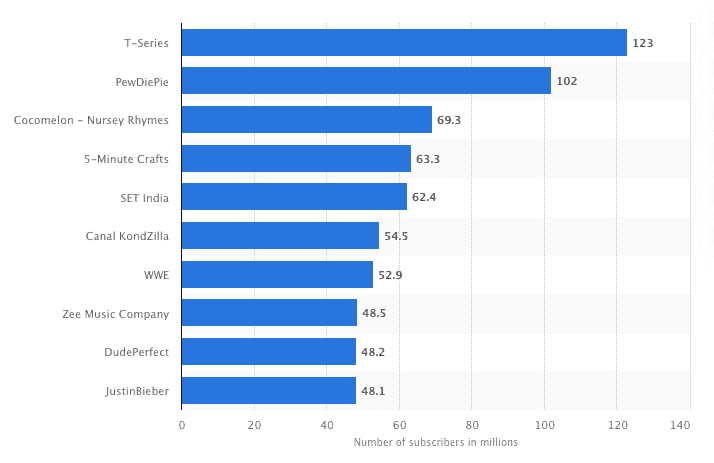 T-Series 123
PewDiePie 102
Cocomelon - Nursey Rhymes 69.3
5-Minute Crafts 63.3
SET India 62.4
Canal KondZilla 54.5
WWE 52.9
Zee Music Company 48.5
DudePerfect 48.2
JustinBieber 48.1
0 20 40 60 80 100 120 140
Number of subscribers in millions